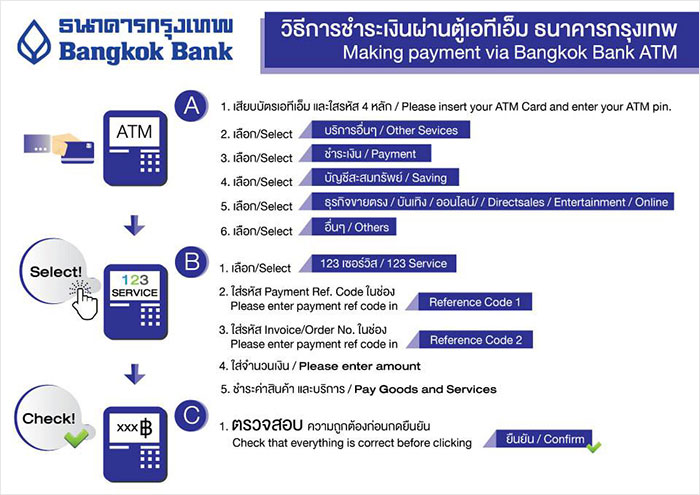 ธนาคารกรุงเทพ
Bangkok Bank
วิธีการชำระเงินผ่านตู้เอทีเอ็ม ธนาคารกรุงเทพ
Making payment via Bangkok Bank ATM
ATM
A
1. เสียบบัตรเอทีเอ็ม และใสรหัส 4 หลัก / Please insert your ATM Card and enter your ATM pin.
2. เลือก/Select บริการอื่นๆ / Other Sevices
3. เลือก/Select ชำระเงิน / Payment
4. เลือก/Select บัญชีสะสมทรัพย์ / Saving
5. เลือก/Select ธุรกิจขายตรง / บันเทิง / ออนไลน์/ / Directsales / Entertainment / Online
6. เลือก/Select อื่นๆ / Others
Select!
123
SERVICE
B
1. เลือก/Select 123 เซอร์วิส / 123 Service
2. ใส่รหัส Payment Ref. Code ในช่อง
Please enter payment ref code in Reference Code 1
3. ใส่รหัส Invoice/Order No. ในช่อง
Please enter payment ref code in Reference Code 2
4. ใส่จำนวนเงิน / Please enter amount
5. ชำระค่าสินค้า และบริการ / Pay Goods and Services
Check!
xxx ฿
C
1. ตรวจสอบ ความถูกต้องก่อนกดยืนยัน
Check that everything is correct before clicking ยืนยัน / Confirm